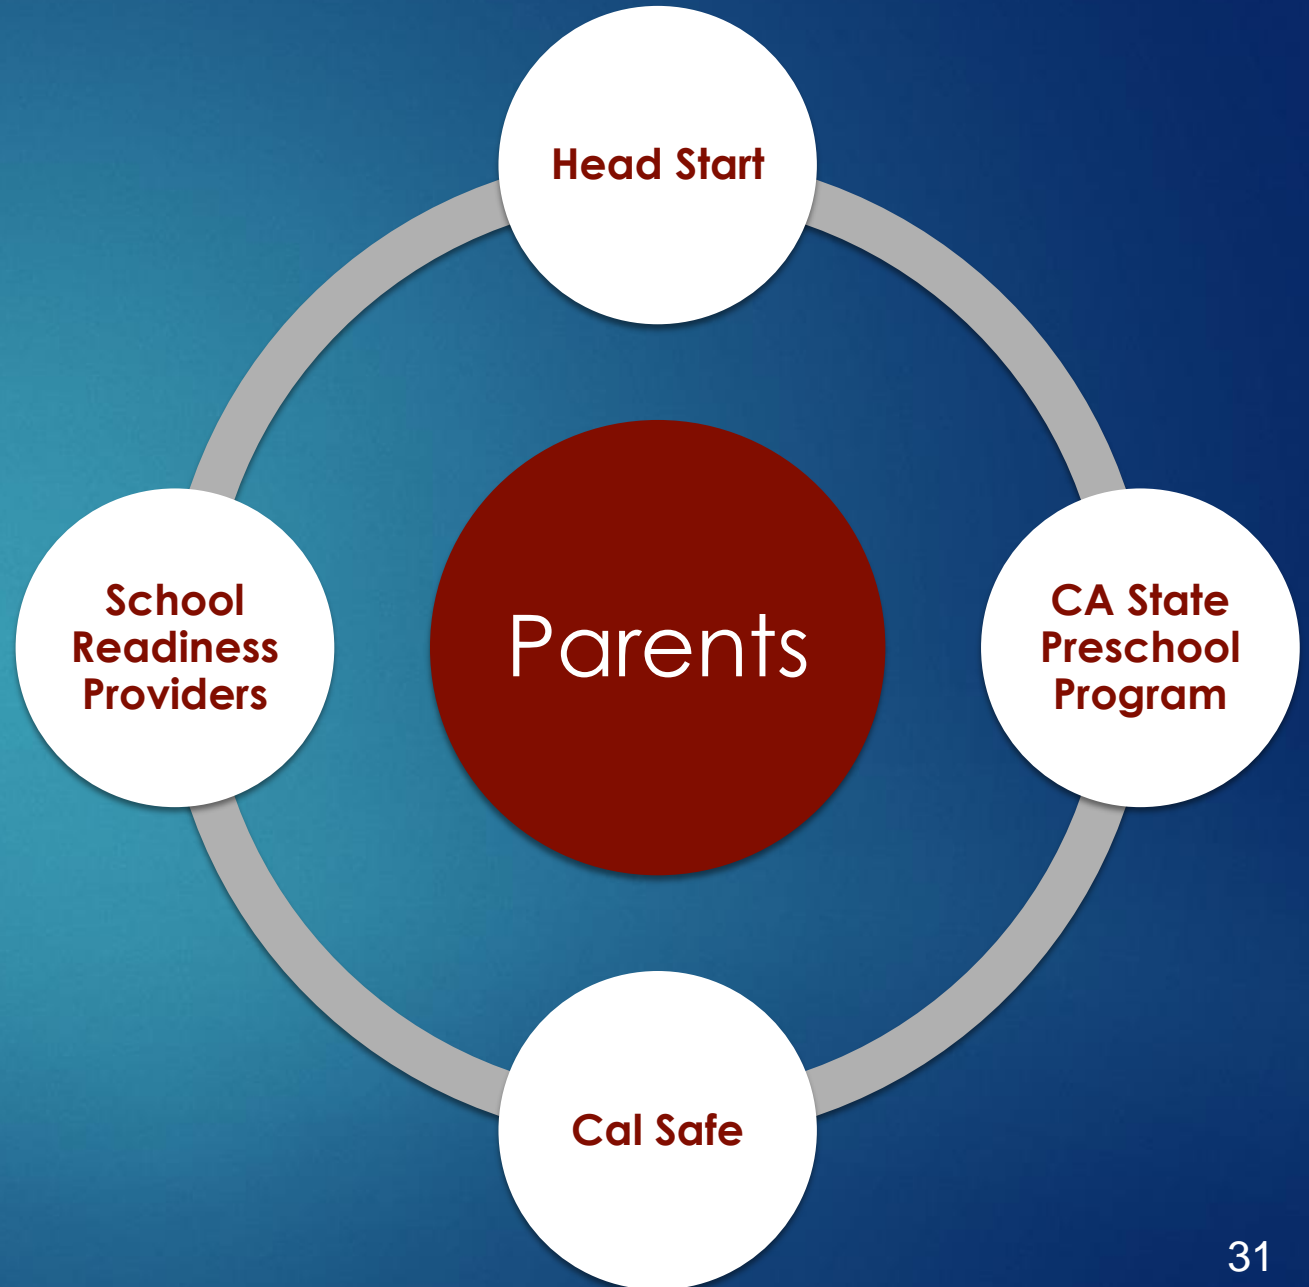 Head Start
School
Readiness
Providers
Parents
CA State
Preschool
Program
Cal Safe
31